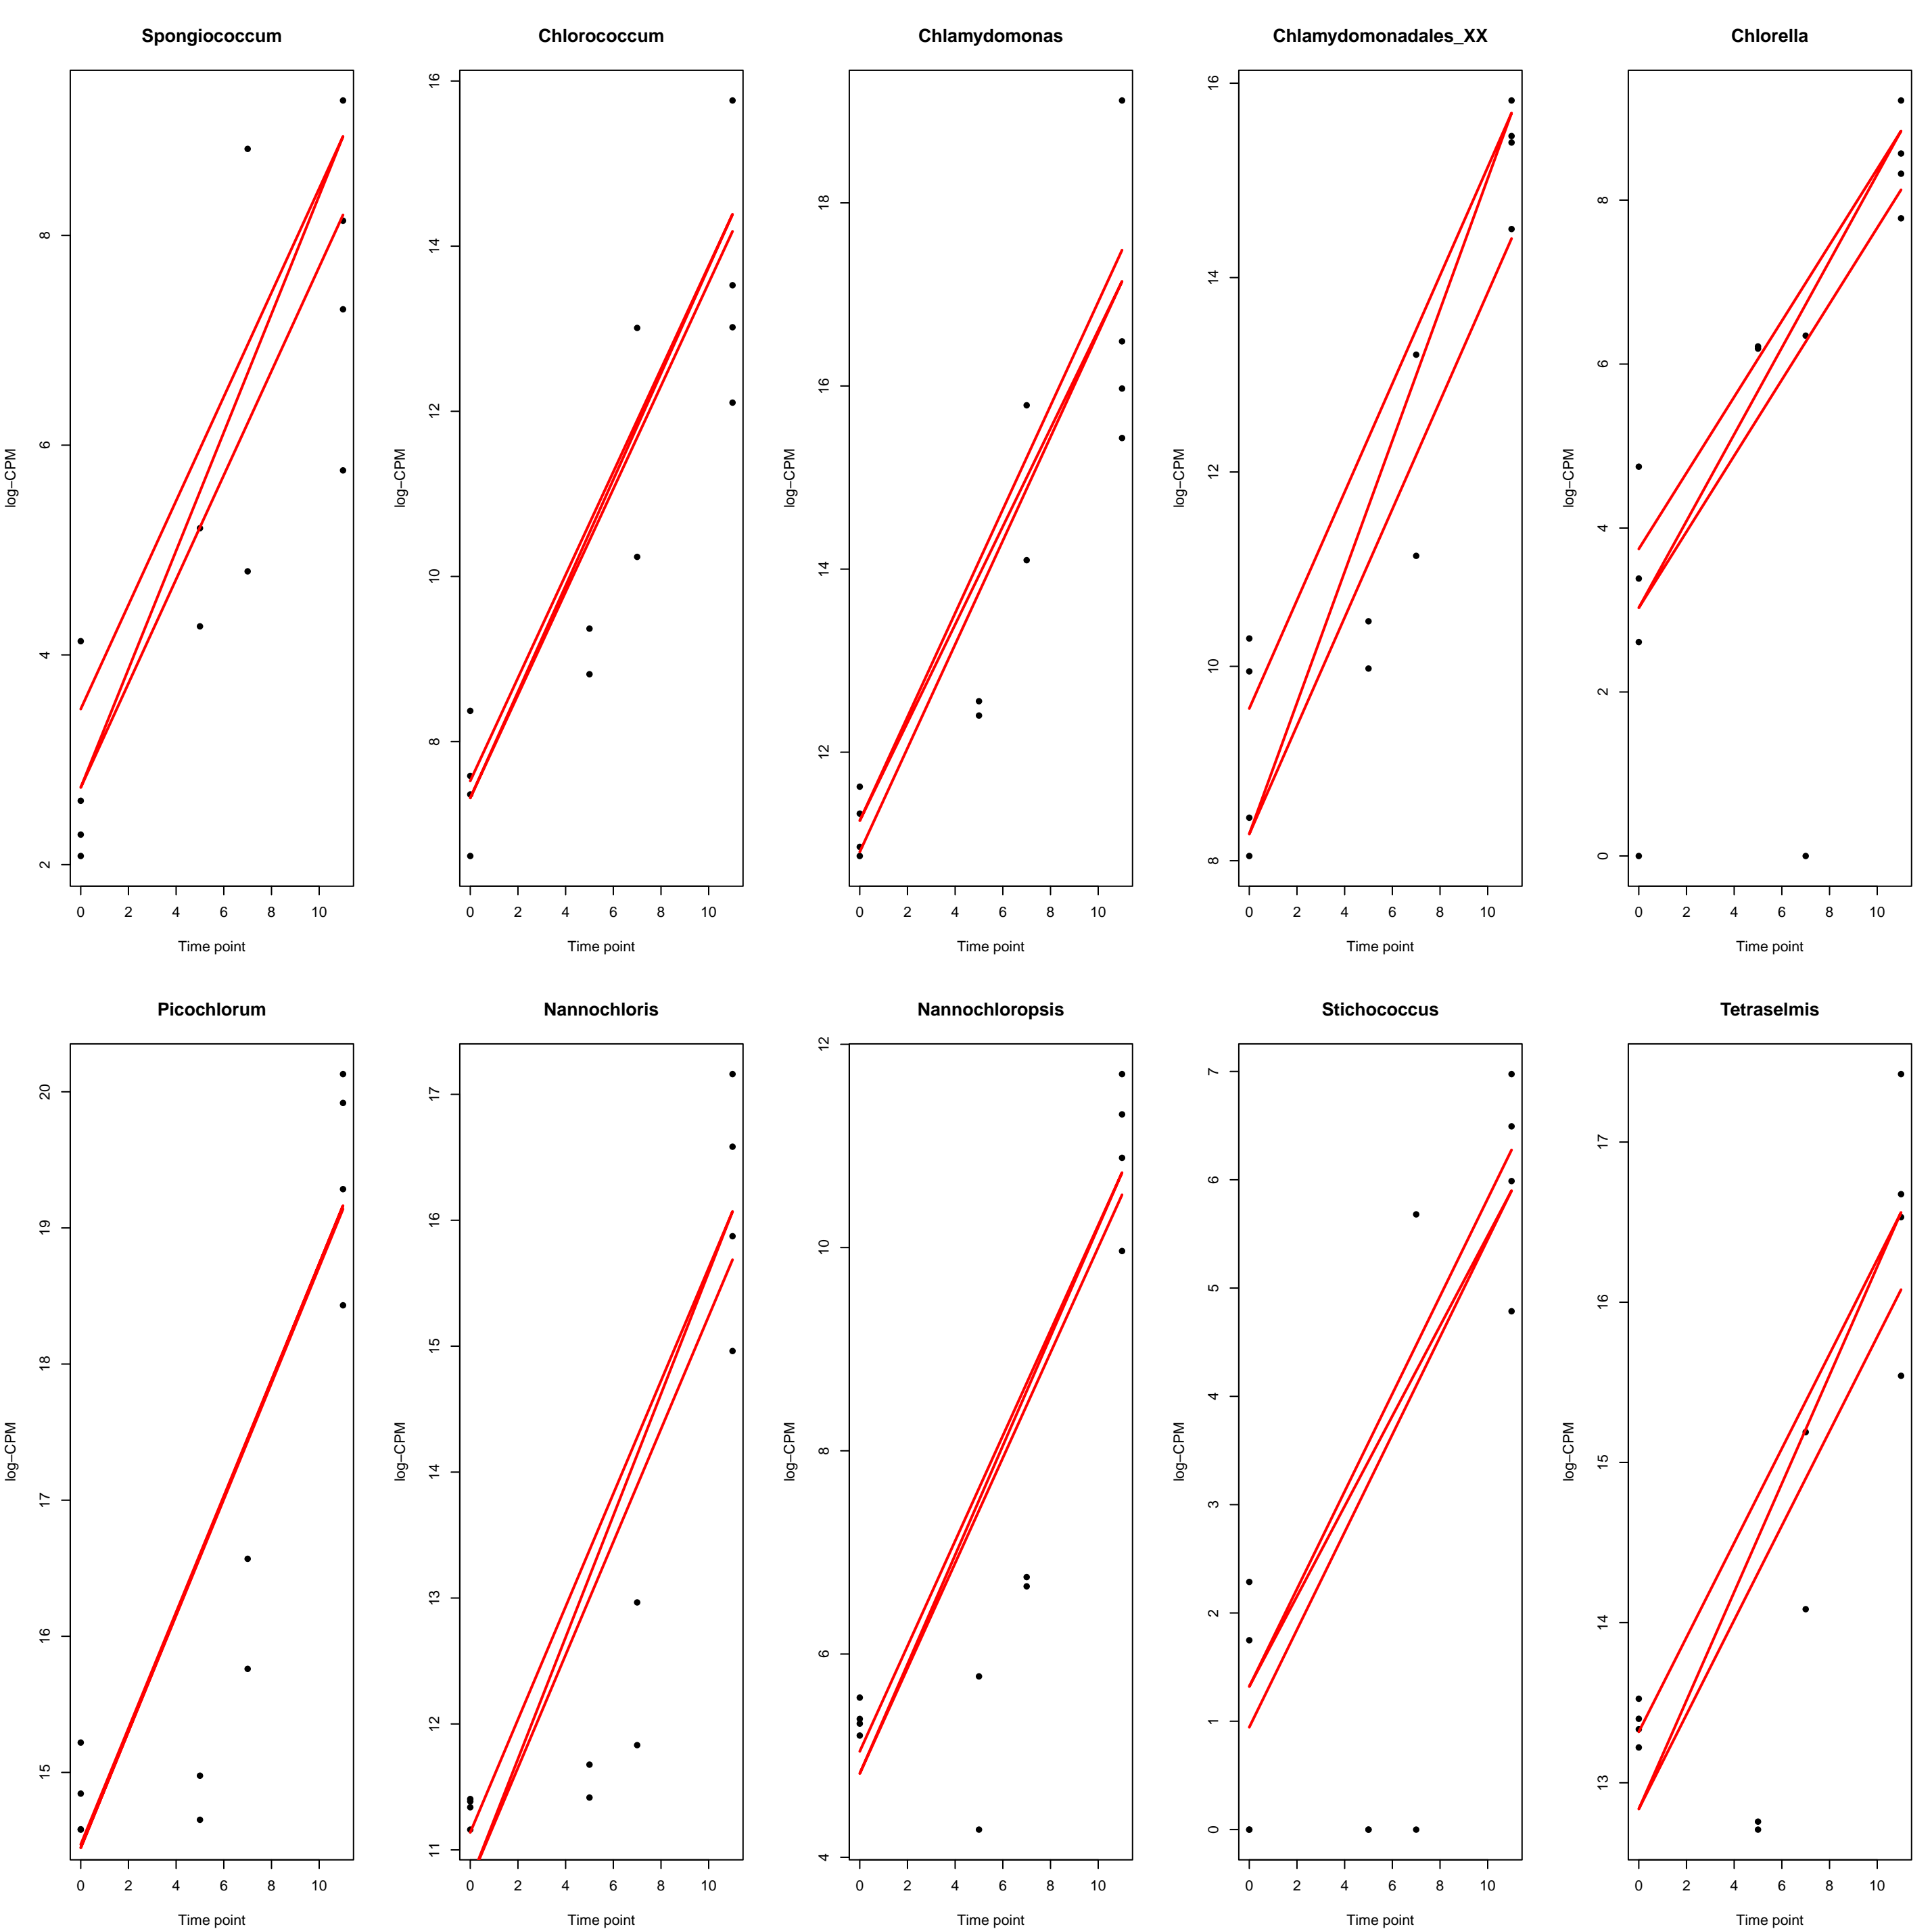 Spongiococcum
Chlorococcum
Chlamydomonas
Chlamydomonadales_XX
Chlorella
log−CPM
2 4 6 8
0 2 4 6 8 10
Time point
log−CPM
8 10 12 14 16
0 2 4 6 8 10
Time point
log−CPM
12 14 16 18
0 2 4 6 8 10
Time point
log−CPM
8 10 12 14 16
0 2 4 6 8 10
Time point
log−CPM
0 2 4 6 8
0 2 4 6 8 10
Time point
Picochlorum
Nannochloris
Nannochloropsis
Stichococcus
Tetraselmis
log−CPM
15 16 17 18 19 20
0 2 4 6 8 10
Time point
log−CPM
11 12 13 14 15 16 17
0 2 4 6 8 10
Time point
log−CPM
4 6 8 10 12
0 2 4 6 8 10
Time point
log−CPM
0 1 2 3 4 5 6 7
0 2 4 6 8 10
Time point
log−CPM
13 14 15 16 17
0 2 4 6 8 10
Time point